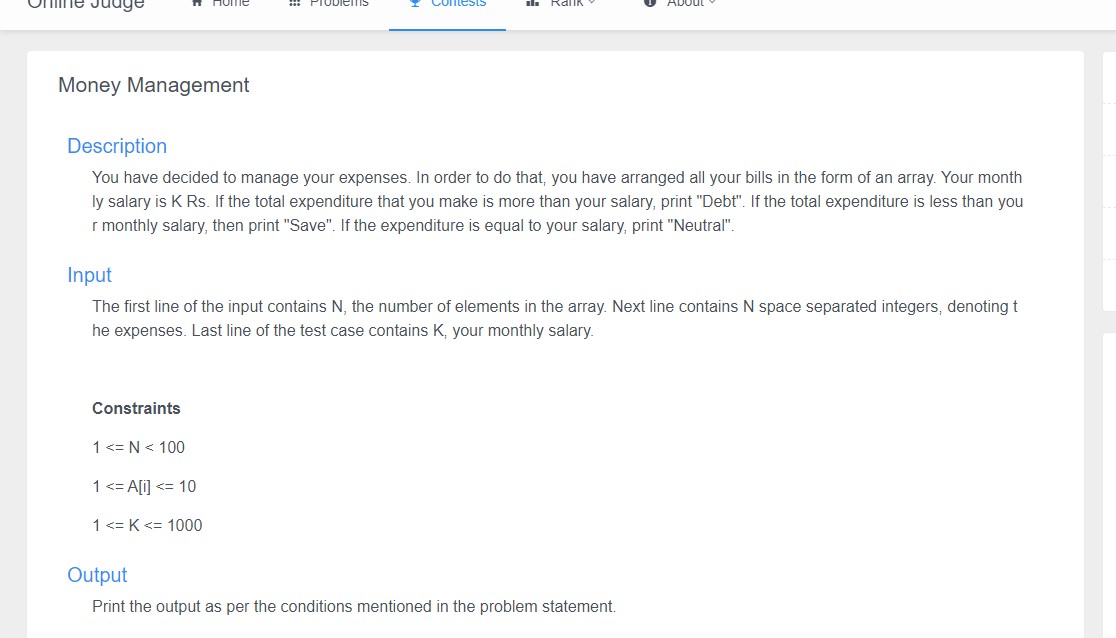 Online Judge Home Problems Contests Rank About
Money Management
Description
You have decided to manage your expenses. In order to do that, you have arranged all your bills in the form of an array. Your month
ly salary is K Rs. If the total expenditure that you make is more than your salary, print "Debt". If the total expenditure is less than you
r monthly salary, then print "Save". If the expenditure is equal to your salary, print "Neutral".
Input
The first line of the input contains N, the number of elements in the array. Next line contains N space separated integers, denoting t
he expenses. Last line of the test case contains K, your monthly salary.
Constraints
1 <= N < 100
1 <= A[i] <= 10
1 <= K <= 1000
Output
Print the output as per the conditions mentioned in the problem statement.